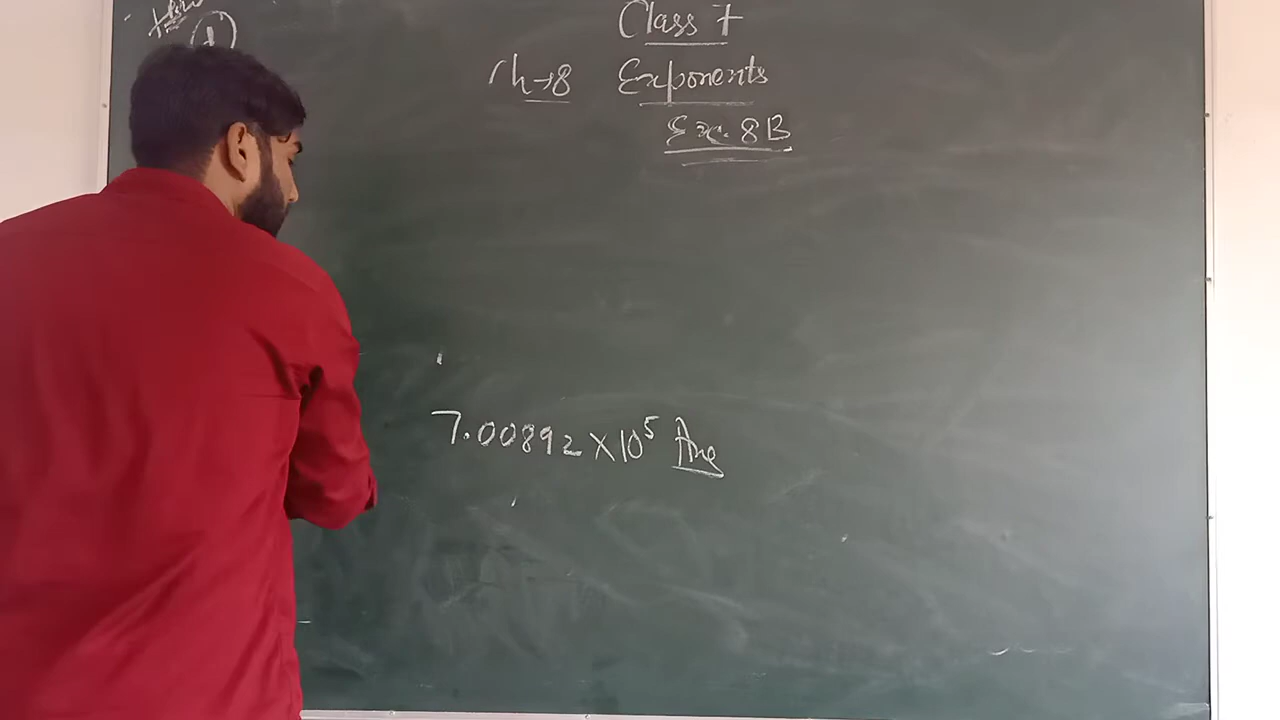 Class 7
Ch→8 Exponents
Ex. 8B
7.00892×10⁵ Ans